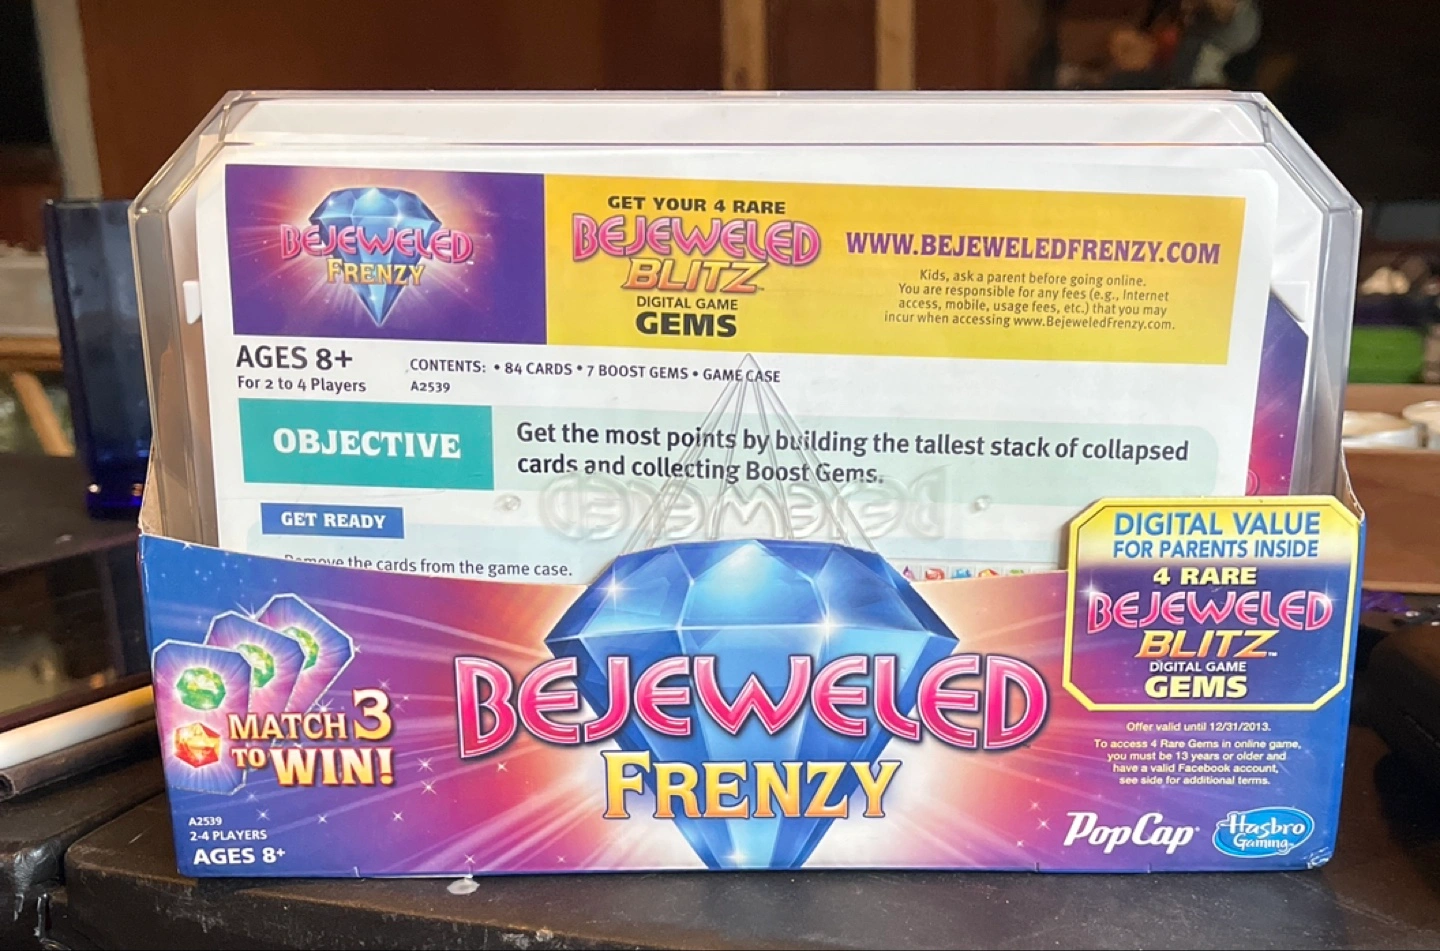 BEJEWELED
FRENZY
GET YOUR 4 RARE
BEJEWELED
BLITZ™
DIGITAL GAME
GEMS
WWW.BEJEWELEDFRENZY.COM
Kids, ask a parent before going online.
You are responsible for any fees (e.g., Internet
access, mobile, usage fees, etc.) that you may
incur when accessing www.BejeweledFrenzy.com.
AGES 8+
For 2 to 4 Players
CONTENTS: • 84 CARDS • 7 BOOST GEMS • GAME CASE
A2539
OBJECTIVE
Get the most points by building the tallest stack of collapsed
cards and collecting Boost Gems.
BEJEWELED
GET READY
Remove the cards from the game case.
DIGITAL VALUE
FOR PARENTS INSIDE
4 RARE
BEJEWELED
BLITZ™
DIGITAL GAME
GEMS
MATCH 3
TO WIN!
BEJEWELED
FRENZY
Offer valid until 12/31/2013.
To access 4 Rare Gems in online game,
you must be 13 years or older and
have a valid Facebook account,
see side for additional terms.
A2539
2-4 PLAYERS
AGES 8+
PopCap®
Hasbro
Gaming™